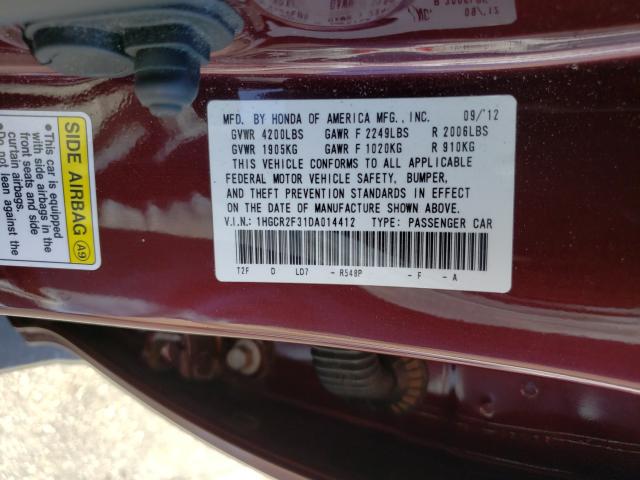 MFD. BY HONDA OF AMERICA MFG., INC. 09/'12
GVWR 4200LBS GAWR F 2249LBS R 2006LBS
GVWR 1905KG GAWR F 1020KG R 910KG
THIS VEHICLE CONFORMS TO ALL APPLICABLE
FEDERAL MOTOR VEHICLE SAFETY, BUMPER,
AND THEFT PREVENTION STANDARDS IN EFFECT
ON THE DATE OF MANUFACTURE SHOWN ABOVE.
V.I.N.: 1HGCR2F31DA014412 TYPE: PASSENGER CAR
T2F D LD7 - R548P - F - A
SIDE AIRBAG A9
•This car is equipped
with side airbags in the
front seats and side
curtain airbags.
•Do not lean against the